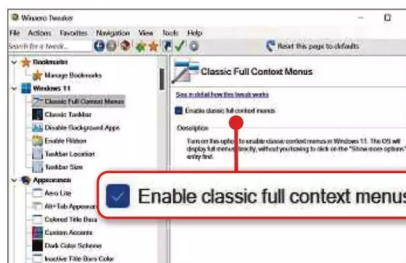 Winaero Tweaker
File Actions Favorites Navigation View Tools Help
Search for a tweak...
Reset this page to defaults
Bookmarks
Manage Bookmarks
Windows 11
Classic Full Context Menus
Classic Taskbar
Disable Background Apps
Enable Ribbon
Taskbar Location
Taskbar Size
Appearance
Aero Lite
Alt+Tab Appearance
Colored Title Bars
Custom Accents
Dark Color Scheme
Inactive Title Bars Color
Classic Full Context Menus
See in detail how this tweak works
Enable classic full context menus
Description
Turn on this option to enable classic context menus in Windows 11. The OS will
display full menus directly, without you having to click on the "Show more options"
entry first.
Enable classic full context menus